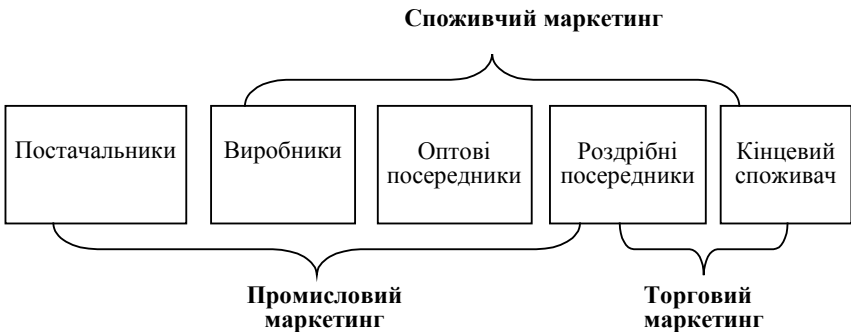 Споживчий маркетинг
Постачальники
Виробники
Оптові
посередники
Роздрібні
посередники
Кінцевий
споживач
Промисловий
маркетинг
Торговий
маркетинг